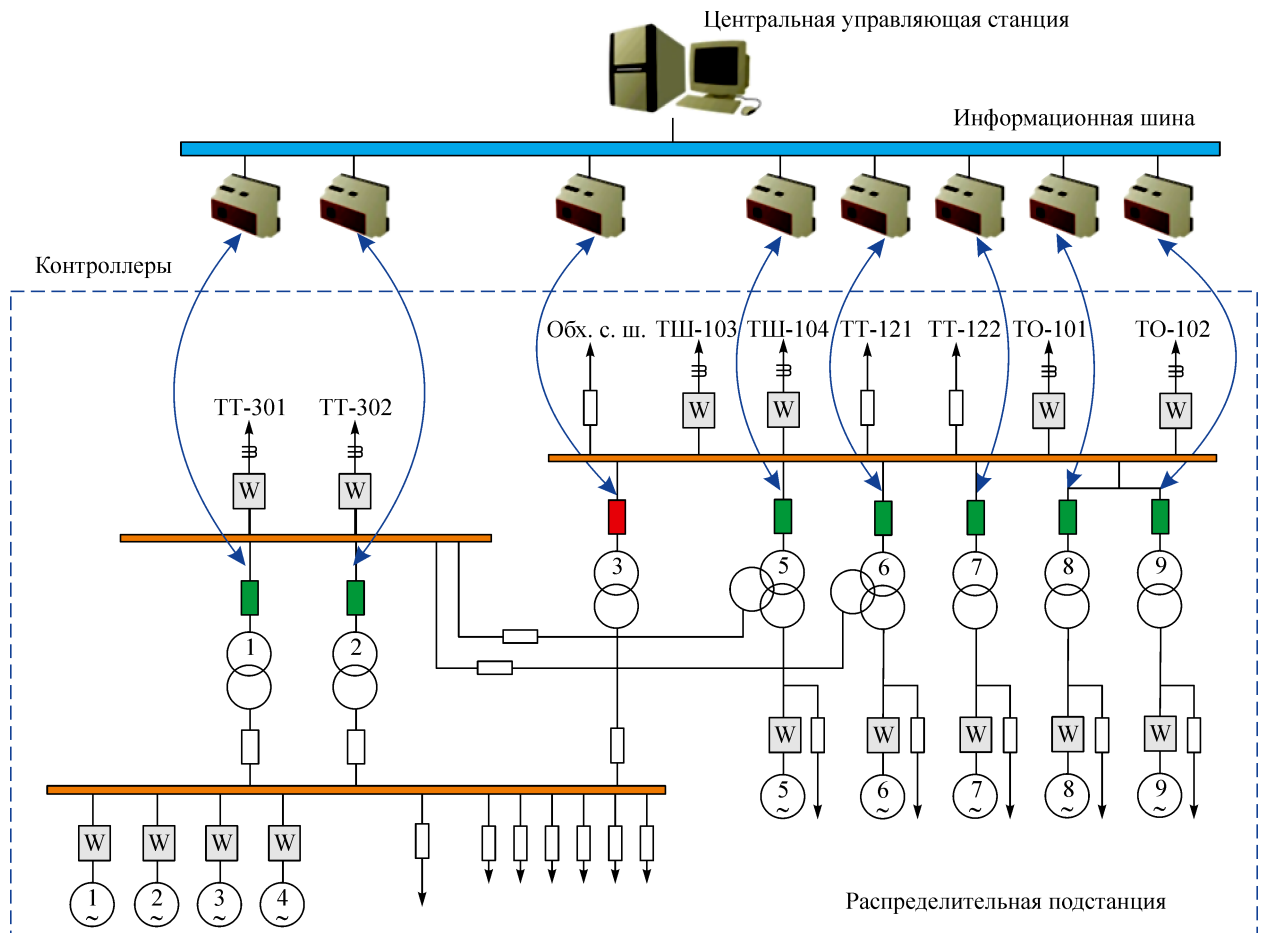 Центральная управляющая станция
Информационная шина
Контроллеры
Обх. с. ш. ТШ-103 ТШ-104 ТТ-121 ТТ-122 ТО-101 ТО-102
ТТ-301 ТТ-302
W W W W W
W W
3 5 6 7 8 9
1 2
W W W W W
5 ~ 6 ~ 7 ~ 8 ~ 9 ~
W W W W
1 ~ 2 ~ 3 ~ 4 ~
Распределительная подстанция